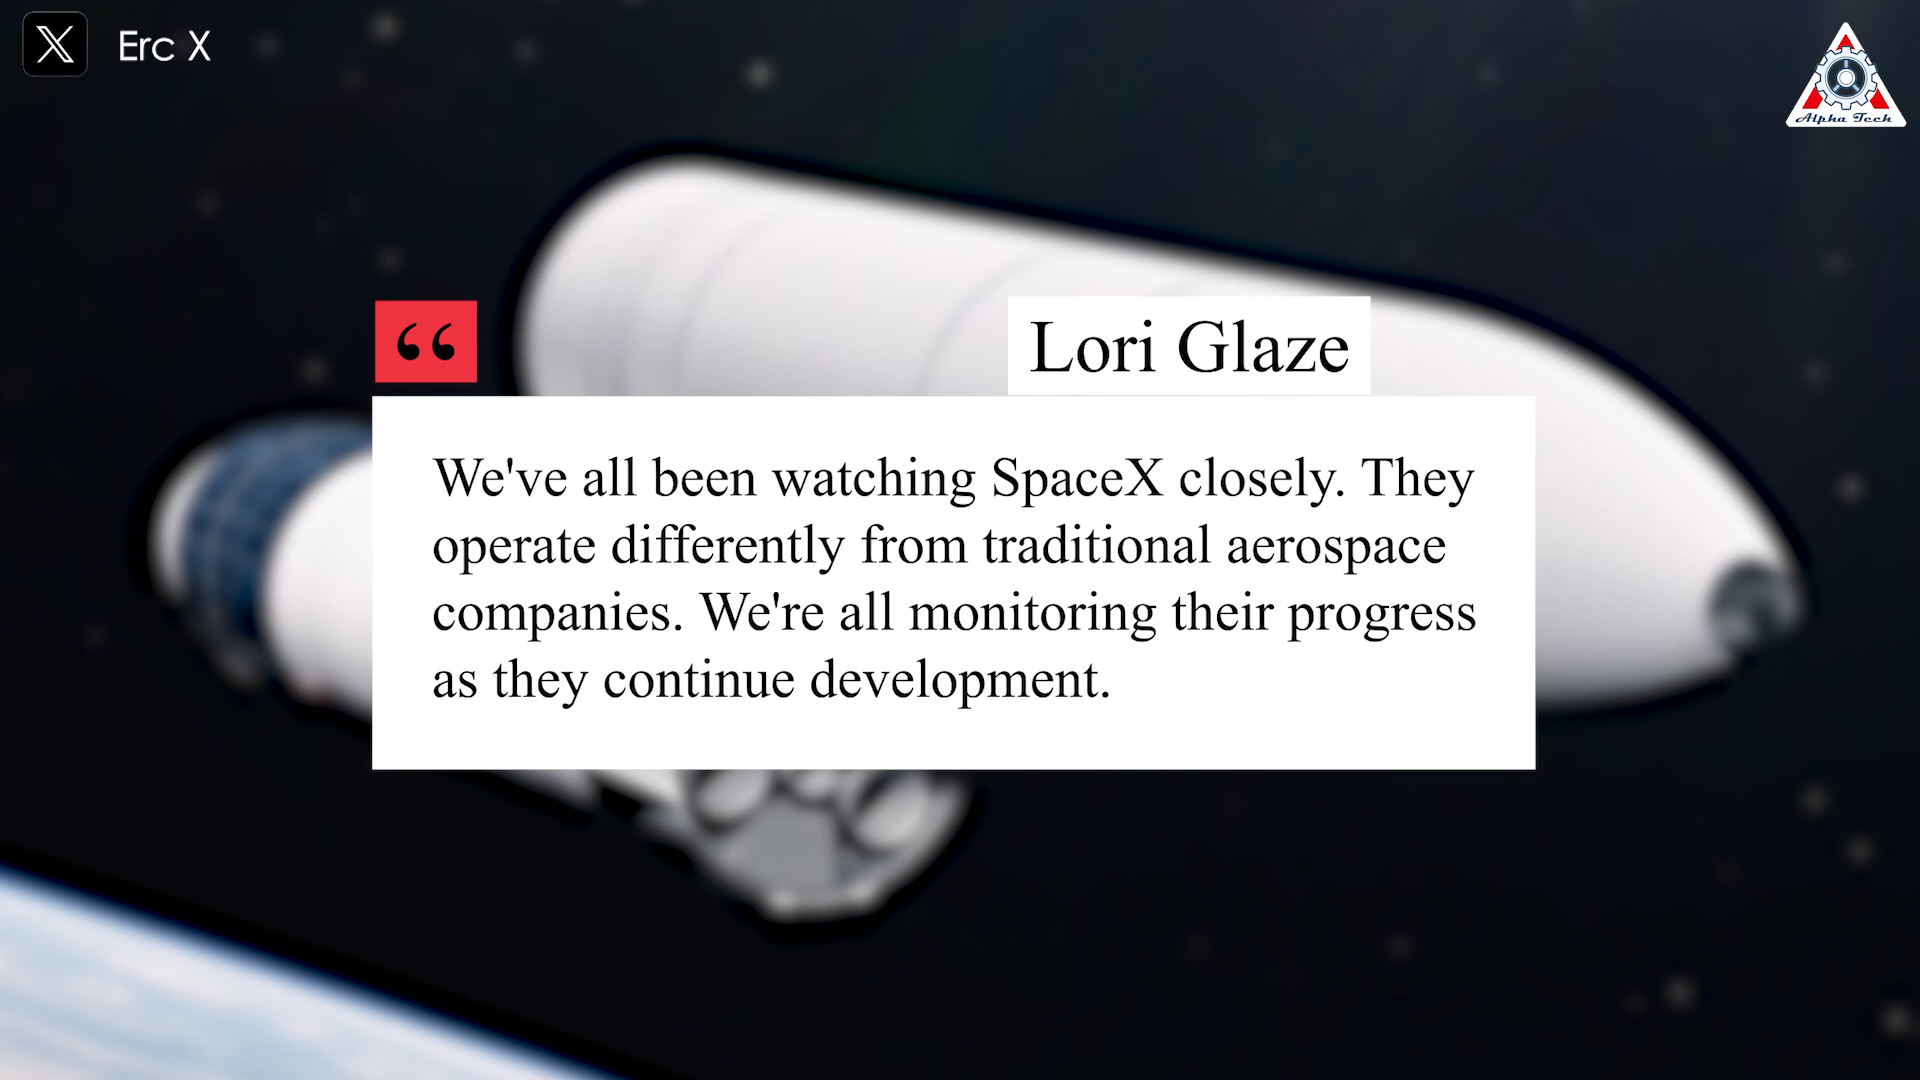 X Erc X
Alpha Tech
“
Lori Glaze
We've all been watching SpaceX closely. They
operate differently from traditional aerospace
companies. We're all monitoring their progress
as they continue development.